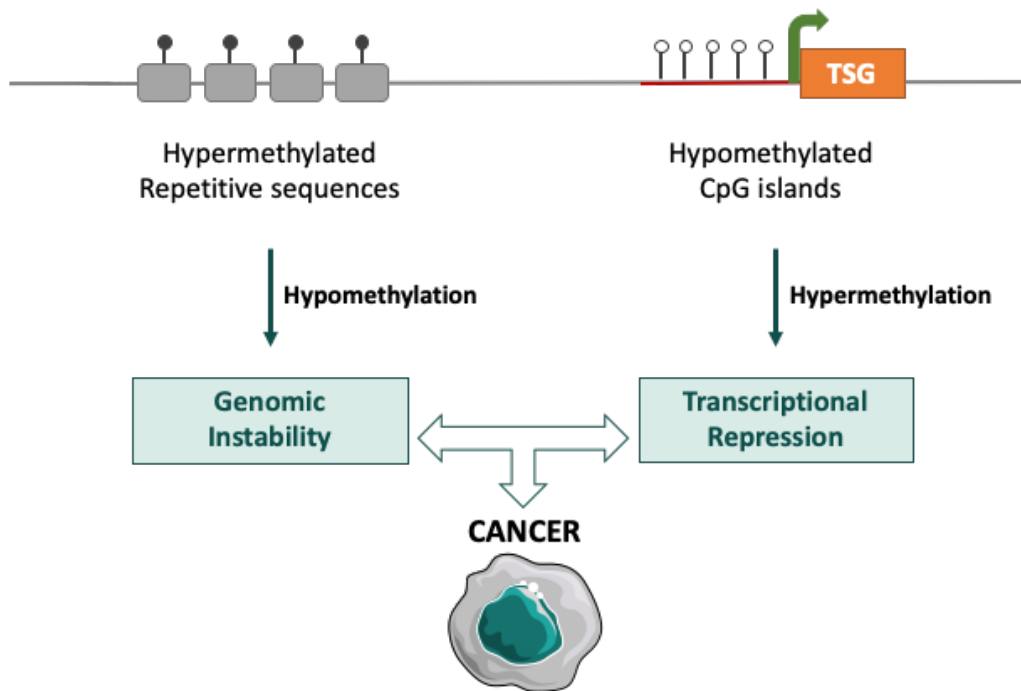 TSG
Hypermethylated
Repetitive sequences
Hypomethylated
CpG islands
Hypomethylation
Hypermethylation
Genomic
Instability
Transcriptional
Repression
CANCER